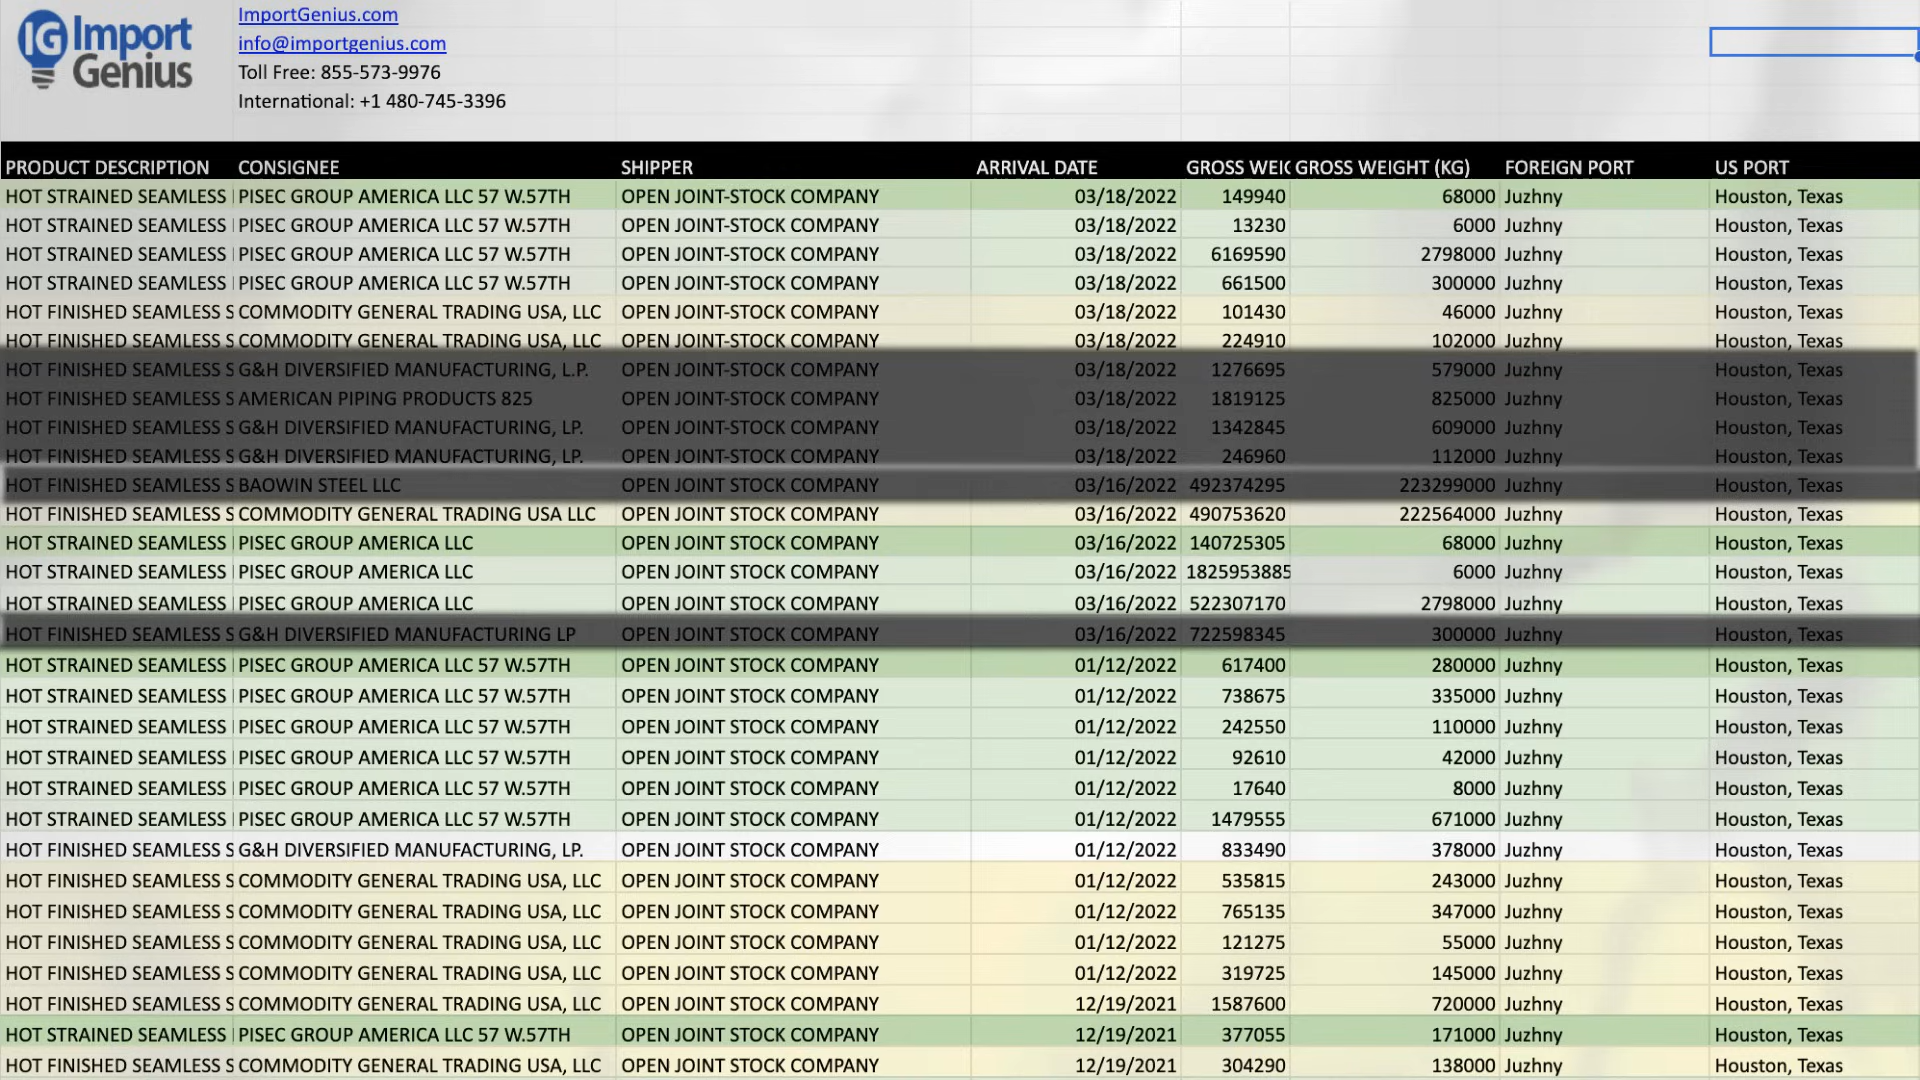 IG Import Genius
ImportGenius.com
info@importgenius.com
Toll Free: 855-573-9976
International: +1 480-745-3396
PRODUCT DESCRIPTION CONSIGNEE SHIPPER ARRIVAL DATE GROSS WEIG GROSS WEIGHT (KG) FOREIGN PORT US PORT
HOT STRAINED SEAMLESS PISEC GROUP AMERICA LLC 57 W.57TH OPEN JOINT-STOCK COMPANY 03/18/2022 149940 68000 Juzhny Houston, Texas
HOT STRAINED SEAMLESS PISEC GROUP AMERICA LLC 57 W.57TH OPEN JOINT-STOCK COMPANY 03/18/2022 13230 6000 Juzhny Houston, Texas
HOT STRAINED SEAMLESS PISEC GROUP AMERICA LLC 57 W.57TH OPEN JOINT-STOCK COMPANY 03/18/2022 6169590 2798000 Juzhny Houston, Texas
HOT STRAINED SEAMLESS PISEC GROUP AMERICA LLC 57 W.57TH OPEN JOINT-STOCK COMPANY 03/18/2022 661500 300000 Juzhny Houston, Texas
HOT FINISHED SEAMLESS S COMMODITY GENERAL TRADING USA, LLC OPEN JOINT-STOCK COMPANY 03/18/2022 101430 46000 Juzhny Houston, Texas
HOT FINISHED SEAMLESS S COMMODITY GENERAL TRADING USA, LLC OPEN JOINT-STOCK COMPANY 03/18/2022 224910 102000 Juzhny Houston, Texas
HOT FINISHED SEAMLESS S G&H DIVERSIFIED MANUFACTURING, L.P. OPEN JOINT-STOCK COMPANY 03/18/2022 1276695 579000 Juzhny Houston, Texas
HOT FINISHED SEAMLESS S AMERICAN PIPING PRODUCTS 825 OPEN JOINT-STOCK COMPANY 03/18/2022 1819125 825000 Juzhny Houston, Texas
HOT FINISHED SEAMLESS S G&H DIVERSIFIED MANUFACTURING, LP. OPEN JOINT-STOCK COMPANY 03/18/2022 1342845 609000 Juzhny Houston, Texas
HOT FINISHED SEAMLESS S G&H DIVERSIFIED MANUFACTURING, LP. OPEN JOINT-STOCK COMPANY 03/18/2022 246960 112000 Juzhny Houston, Texas
HOT FINISHED SEAMLESS S BAOWIN STEEL LLC OPEN JOINT STOCK COMPANY 03/16/2022 492374295 223299000 Juzhny Houston, Texas
HOT FINISHED SEAMLESS S COMMODITY GENERAL TRADING USA LLC OPEN JOINT STOCK COMPANY 03/16/2022 490753620 222564000 Juzhny Houston, Texas
HOT STRAINED SEAMLESS PISEC GROUP AMERICA LLC OPEN JOINT STOCK COMPANY 03/16/2022 140725305 68000 Juzhny Houston, Texas
HOT STRAINED SEAMLESS PISEC GROUP AMERICA LLC OPEN JOINT STOCK COMPANY 03/16/2022 1825953885 6000 Juzhny Houston, Texas
HOT STRAINED SEAMLESS PISEC GROUP AMERICA LLC OPEN JOINT STOCK COMPANY 03/16/2022 522307170 2798000 Juzhny Houston, Texas
HOT FINISHED SEAMLESS S G&H DIVERSIFIED MANUFACTURING LP OPEN JOINT STOCK COMPANY 03/16/2022 722598345 300000 Juzhny Houston, Texas
HOT STRAINED SEAMLESS PISEC GROUP AMERICA LLC 57 W.57TH OPEN JOINT STOCK COMPANY 01/12/2022 617400 280000 Juzhny Houston, Texas
HOT STRAINED SEAMLESS PISEC GROUP AMERICA LLC 57 W.57TH OPEN JOINT STOCK COMPANY 01/12/2022 738675 335000 Juzhny Houston, Texas
HOT STRAINED SEAMLESS PISEC GROUP AMERICA LLC 57 W.57TH OPEN JOINT STOCK COMPANY 01/12/2022 242550 110000 Juzhny Houston, Texas
HOT STRAINED SEAMLESS PISEC GROUP AMERICA LLC 57 W.57TH OPEN JOINT STOCK COMPANY 01/12/2022 92610 42000 Juzhny Houston, Texas
HOT STRAINED SEAMLESS PISEC GROUP AMERICA LLC 57 W.57TH OPEN JOINT STOCK COMPANY 01/12/2022 17640 8000 Juzhny Houston, Texas
HOT STRAINED SEAMLESS PISEC GROUP AMERICA LLC 57 W.57TH OPEN JOINT STOCK COMPANY 01/12/2022 1479555 671000 Juzhny Houston, Texas
HOT FINISHED SEAMLESS S G&H DIVERSIFIED MANUFACTURING, LP. OPEN JOINT STOCK COMPANY 01/12/2022 833490 378000 Juzhny Houston, Texas
HOT FINISHED SEAMLESS S COMMODITY GENERAL TRADING USA, LLC OPEN JOINT STOCK COMPANY 01/12/2022 535815 243000 Juzhny Houston, Texas
HOT FINISHED SEAMLESS S COMMODITY GENERAL TRADING USA, LLC OPEN JOINT STOCK COMPANY 01/12/2022 765135 347000 Juzhny Houston, Texas
HOT FINISHED SEAMLESS S COMMODITY GENERAL TRADING USA, LLC OPEN JOINT STOCK COMPANY 01/12/2022 121275 55000 Juzhny Houston, Texas
HOT FINISHED SEAMLESS S COMMODITY GENERAL TRADING USA, LLC OPEN JOINT STOCK COMPANY 01/12/2022 319725 145000 Juzhny Houston, Texas
HOT FINISHED SEAMLESS S COMMODITY GENERAL TRADING USA, LLC OPEN JOINT STOCK COMPANY 12/19/2021 1587600 720000 Juzhny Houston, Texas
HOT STRAINED SEAMLESS PISEC GROUP AMERICA LLC 57 W.57TH OPEN JOINT STOCK COMPANY 12/19/2021 377055 171000 Juzhny Houston, Texas
HOT FINISHED SEAMLESS S COMMODITY GENERAL TRADING USA, LLC OPEN JOINT STOCK COMPANY 12/19/2021 304290 138000 Juzhny Houston, Texas